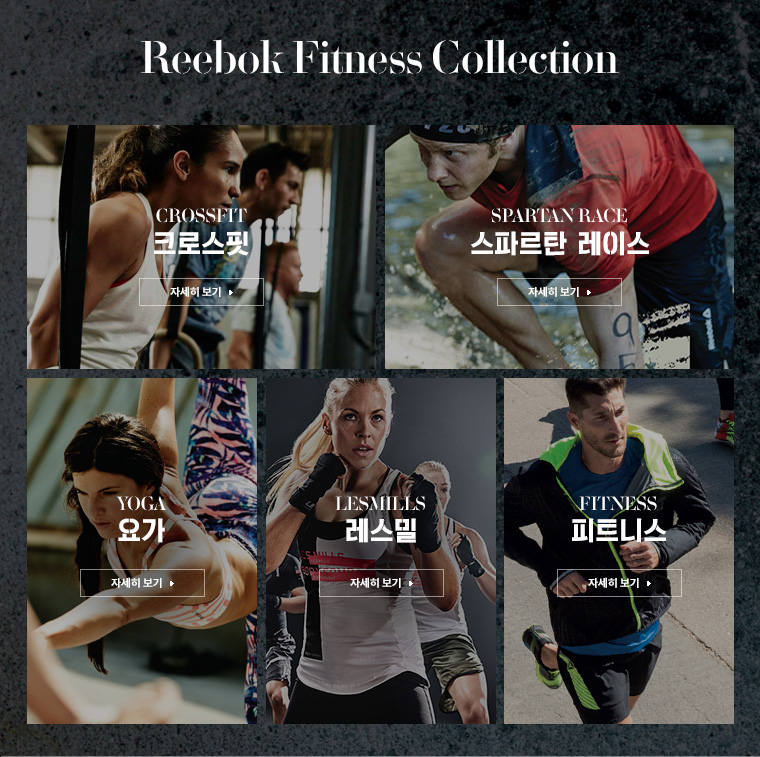 Reebok Fitness Collection
CROSSFIT
크로스핏
자세히 보기
SPARTAN RACE
스파르탄 레이스
자세히 보기
YOGA
요가
자세히 보기
LESMILLS
레스밀
자세히 보기
FITNESS
피트니스
자세히 보기